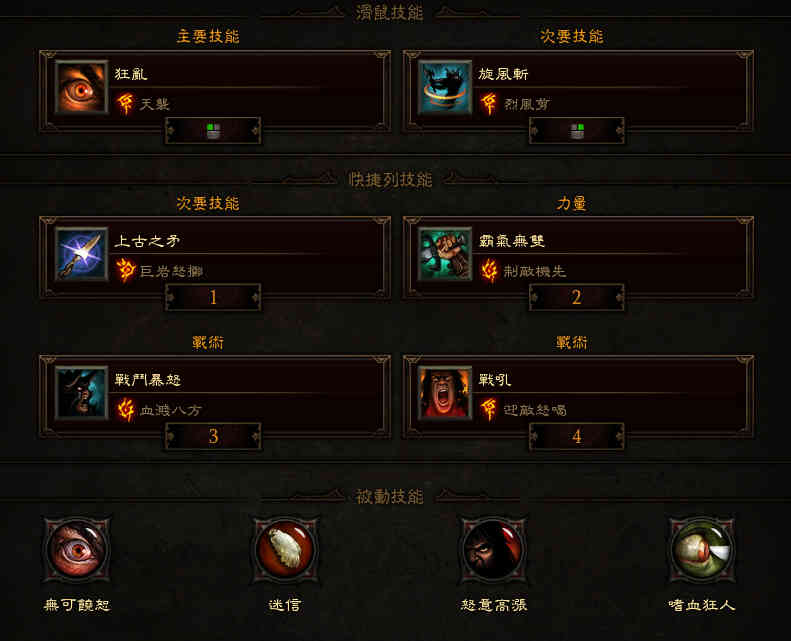 滑鼠技能
主要技能
次要技能
狂亂
旋風斬
天襲
烈風剪
快捷列技能
次要技能
力量
上古之矛
霸氣無雙
巨岩怒擲
制敵機先
1
2
戰術
戰術
戰鬥暴怒
戰吼
血濺八方
迎敵怒喝
3
4
被動技能
無可饒恕
迷信
怒意高漲
嗜血狂人